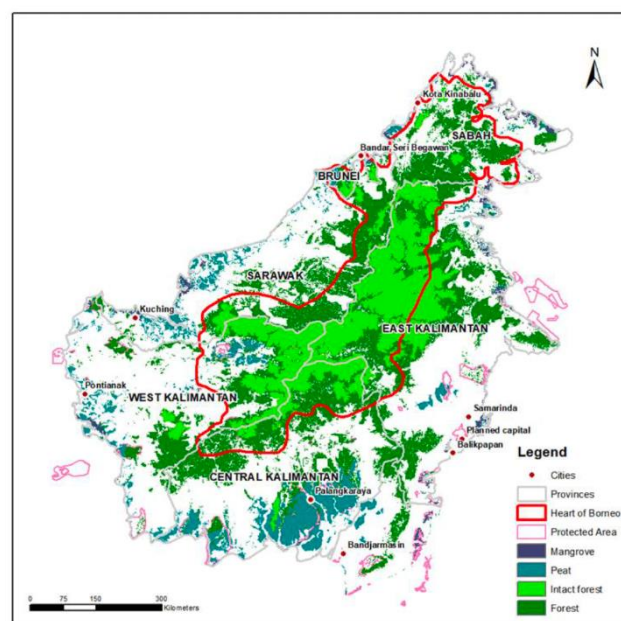 N
Kota Kinabalu
SABAH
Bandar Seri Begawan
BRUNEI
SARAWAK
Kuching
EAST KALIMANTAN
Pontianak
WEST KALIMANTAN
Samarinda
Planned capital
Balikpapan
CENTRAL KALIMANTAN
Palangkaraya
Bandjarmasin
Legend
Cities
Provinces
Heart of Borneo
Protected Area
Mangrove
Peat
Intact forest
Forest
0 75 150 300
Kilometers